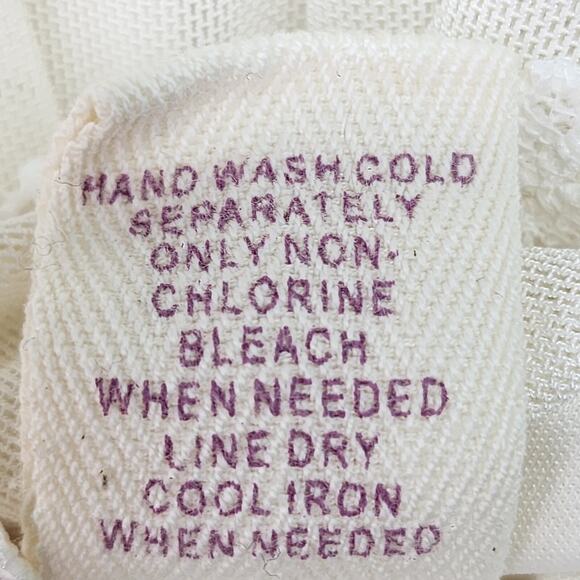 HAND WASH COLD
SEPARATELY
ONLY NON-
CHLORINE
BLEACH
WHEN NEEDED
LINE DRY
COOL IRON
WHEN NEEDED